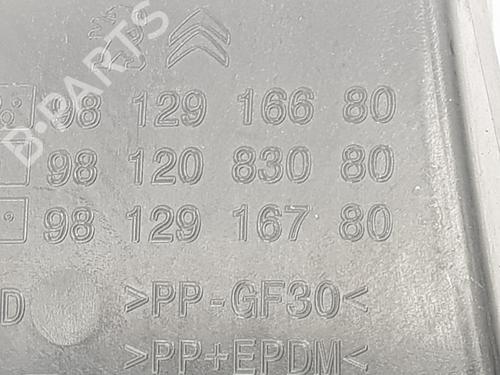 98 129 166 80
98 120 830 80
98 129 167 80
D >PP-GF30<
>PP+EPDM<
B-PARTS